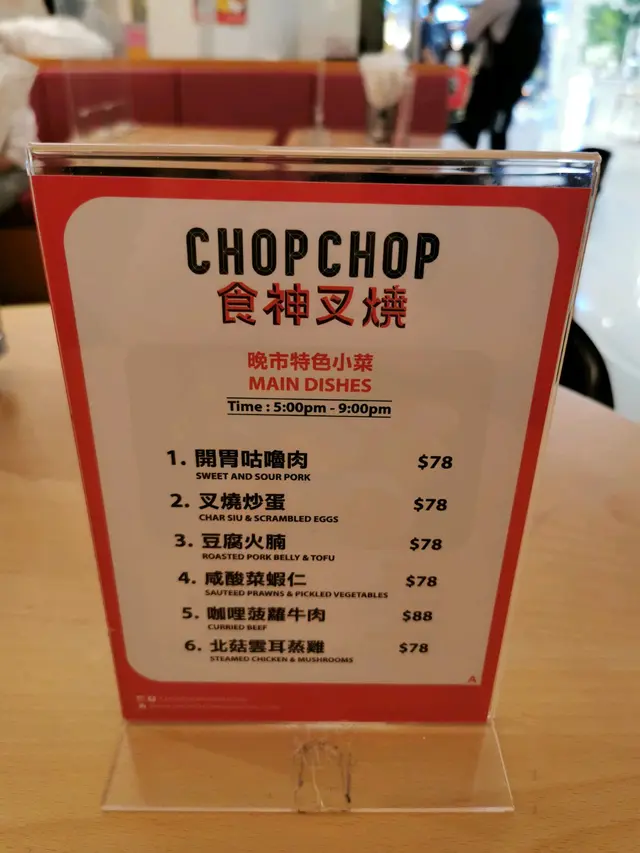 CHOPCHOP
食神叉燒
晚市特色小菜
MAIN DISHES
Time : 5:00pm - 9:00pm
1. 開胃咕嚕肉 $78
SWEET AND SOUR PORK
2. 叉燒炒蛋 $78
CHAR SIU & SCRAMBLED EGGS
3. 豆腐火腩 $78
ROASTED PORK BELLY & TOFU
4. 咸酸菜蝦仁 $78
SAUTEED PRAWNS & PICKLED VEGETABLES
5. 咖哩菠蘿牛肉 $88
CURRIED BEEF
6. 北菇雲耳蒸雞 $78
STEAMED CHICKEN & MUSHROOMS
A